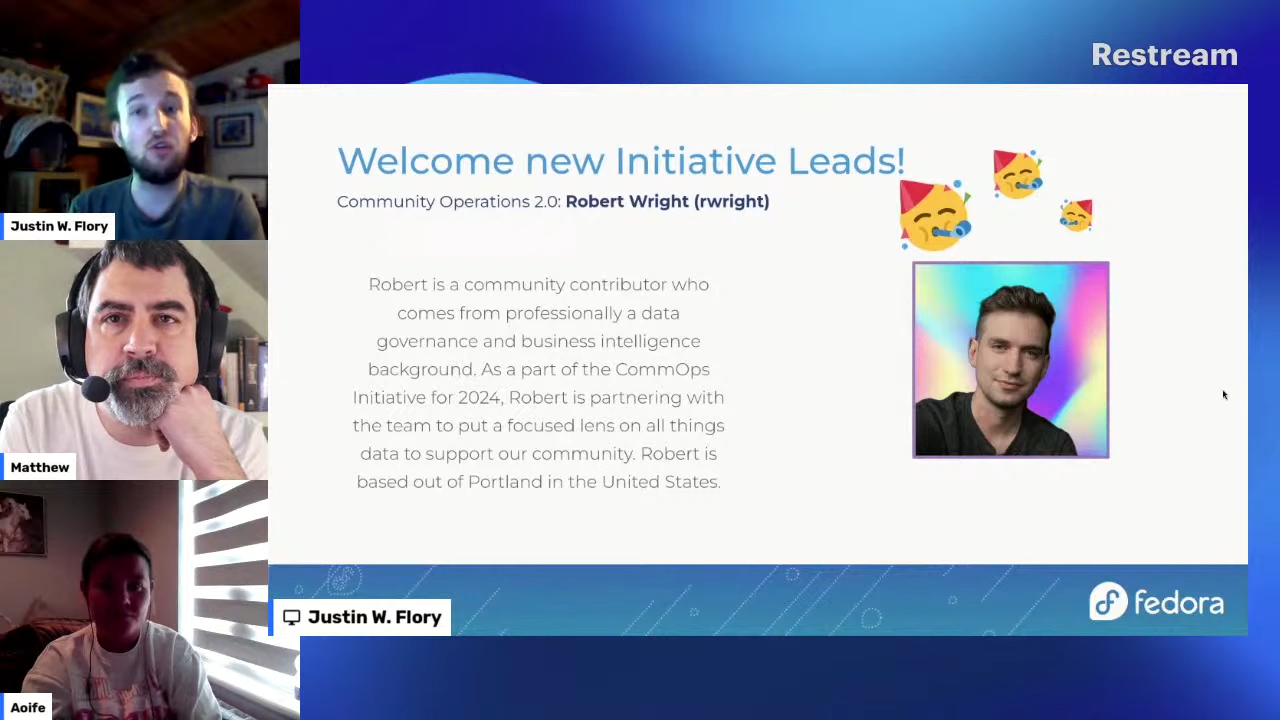 Restream
Welcome new Initiative Leads!
Community Operations 2.0: Robert Wright (rwright)
Robert is a community contributor who
comes from professionally a data
governance and business intelligence
background. As a part of the CommOps
Initiative for 2024, Robert is partnering with
the team to put a focused lens on all things
data to support our community. Robert is
based out of Portland in the United States.
fedora
Justin W. Flory
Justin W. Flory
Matthew
Aoife